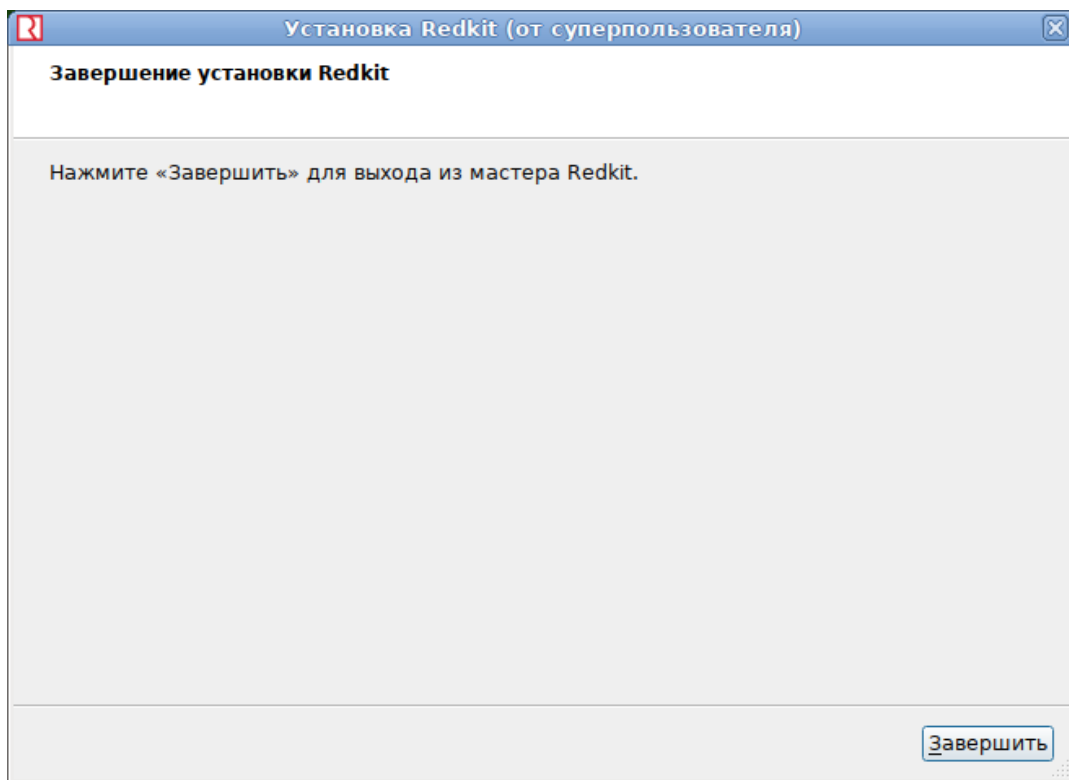 Установка Redkit (от суперпользователя)
Завершение установки Redkit
Нажмите «Завершить» для выхода из мастера Redkit.
Завершить